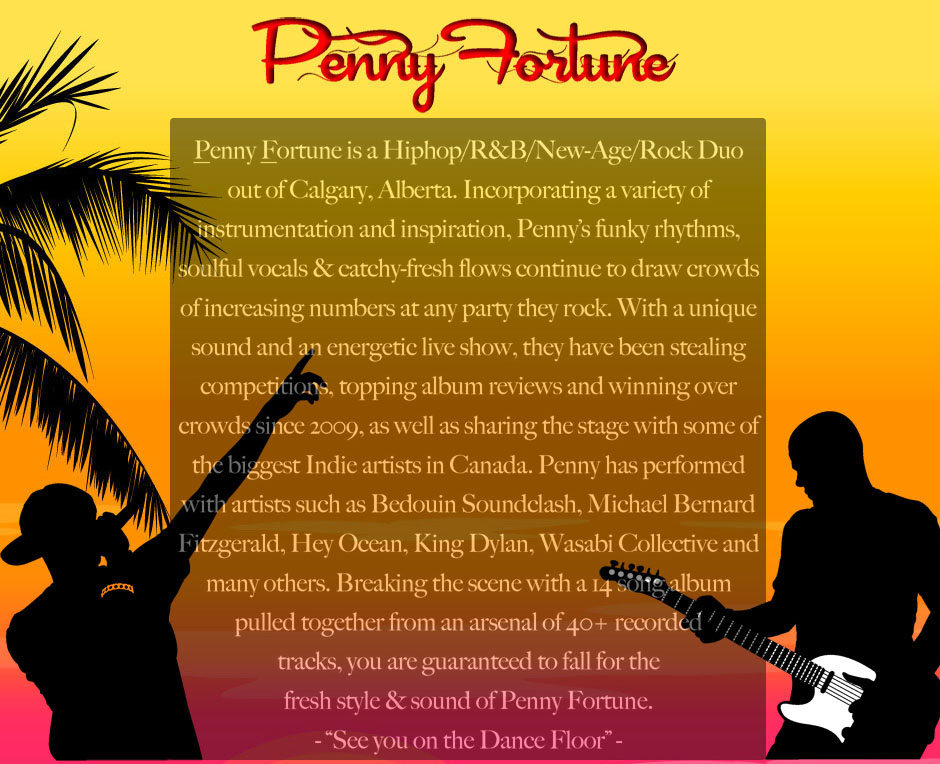 Penny Fortune
Penny Fortune is a Hiphop/R&B/New-Age/Rock Duo
out of Calgary, Alberta. Incorporating a variety of
instrumentation and inspiration, Penny's funky rhythms,
soulful vocals & catchy-fresh flows continue to draw crowds
of increasing numbers at any party they rock. With a unique
sound and an energetic live show, they have been stealing
competitions, topping album reviews and winning over
crowds since 2009, as well as sharing the stage with some of
the biggest Indie artists in Canada. Penny has performed
with artists such as Bedouin Soundclash, Michael Bernard
Fitzgerald, Hey Ocean, King Dylan, Wasabi Collective and
many others. Breaking the scene with a 14 song album
pulled together from an arsenal of 40+ recorded
tracks, you are guaranteed to fall for the
fresh style & sound of Penny Fortune.
- “See you on the Dance Floor” -